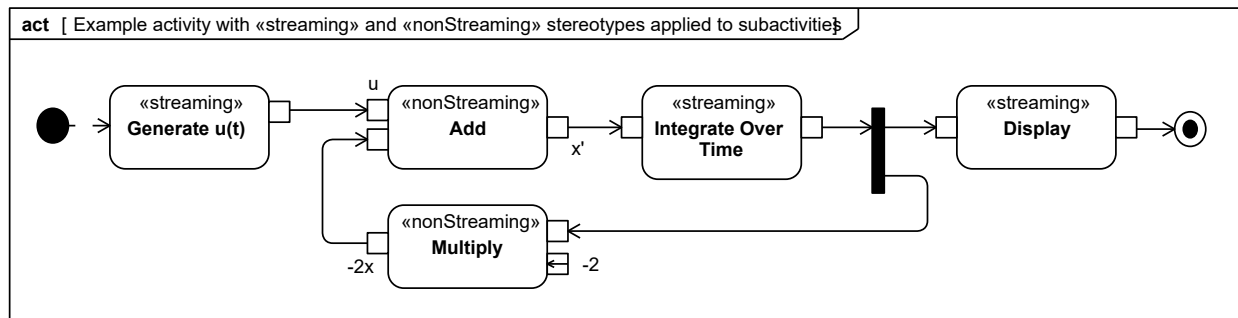 act [ Example activity with «streaming» and «nonStreaming» stereotypes applied to subactivities]
u
«streaming»
Generate u(t)
«nonStreaming»
Add
x'
«streaming»
Integrate Over
Time
«streaming»
Display
«nonStreaming»
Multiply
-2x
-2